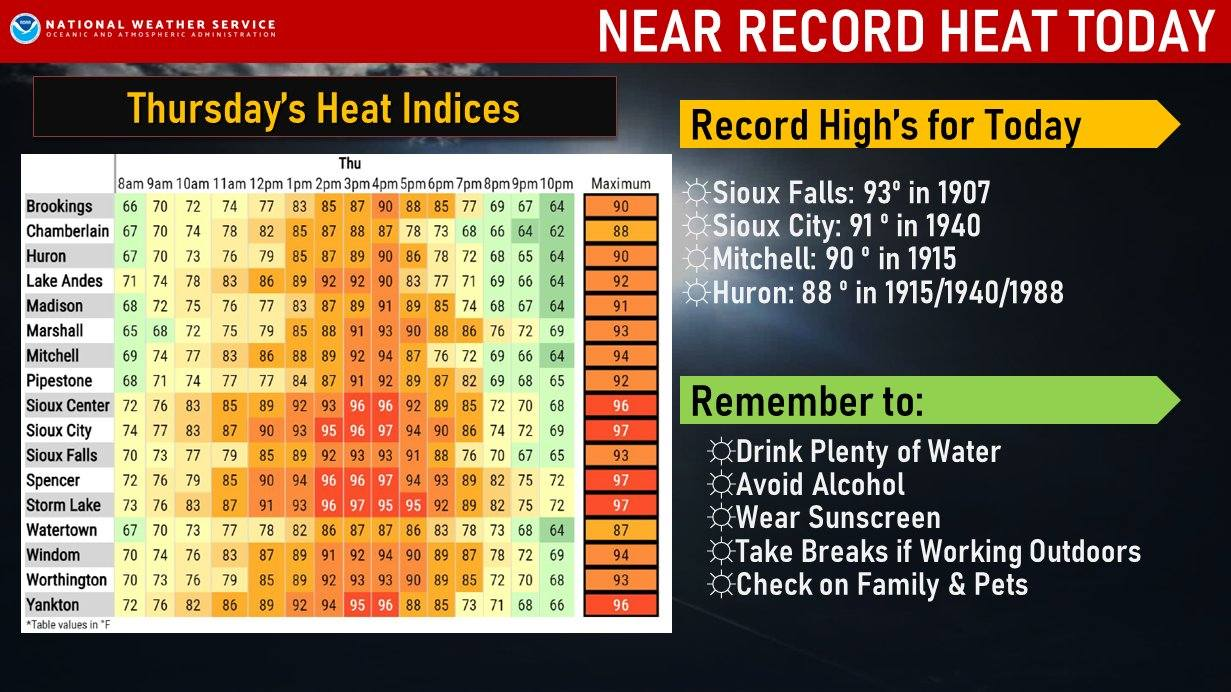 NATIONAL WEATHER SERVICE
OCEANIC AND ATMOSPHERIC ADMINISTRATION
NEAR RECORD HEAT TODAY
Thursday's Heat Indices
Thu
8am 9am 10am 11am 12pm 1pm 2pm 3pm 4pm 5pm 6pm 7pm 8pm 9pm 10pm Maximum
Brookings 66 70 72 74 77 83 85 87 90 88 85 77 69 67 64 90
Chamberlain 67 70 74 78 82 85 87 88 87 78 73 68 66 64 62 88
Huron 67 70 73 76 79 85 87 89 90 86 78 72 68 65 64 90
Lake Andes 71 74 78 83 86 89 92 92 90 83 77 71 69 66 64 92
Madison 68 72 75 76 77 83 87 89 91 89 85 74 68 67 64 91
Marshall 65 68 72 75 79 85 88 91 93 90 88 86 76 72 69 93
Mitchell 69 74 77 83 86 88 89 92 94 87 76 72 69 66 64 94
Pipestone 68 71 74 77 77 84 87 91 92 89 87 82 69 68 65 92
Sioux Center 72 76 83 85 89 92 93 96 96 92 89 85 72 70 68 96
Sioux City 74 77 83 87 90 93 95 96 97 94 90 86 74 72 69 97
Sioux Falls 70 73 77 79 85 89 92 93 93 91 88 76 70 67 65 93
Spencer 72 76 79 85 90 94 96 96 97 94 93 89 82 75 72 97
Storm Lake 73 76 83 87 91 93 96 97 95 95 92 89 82 75 72 97
Watertown 67 70 73 77 78 82 86 87 87 86 83 78 73 68 64 87
Windom 70 74 76 83 87 89 91 92 94 90 89 87 78 72 69 94
Worthington 70 73 76 79 85 89 92 93 93 90 89 85 72 70 68 93
Yankton 72 76 82 86 89 92 94 95 96 88 85 73 71 68 66 96
*Table values in °F
Record High's for Today
Sioux Falls: 93° in 1907
Sioux City: 91 ° in 1940
Mitchell: 90 ° in 1915
Huron: 88 ° in 1915/1940/1988
Remember to:
Drink Plenty of Water
Avoid Alcohol
Wear Sunscreen
Take Breaks if Working Outdoors
Check on Family & Pets